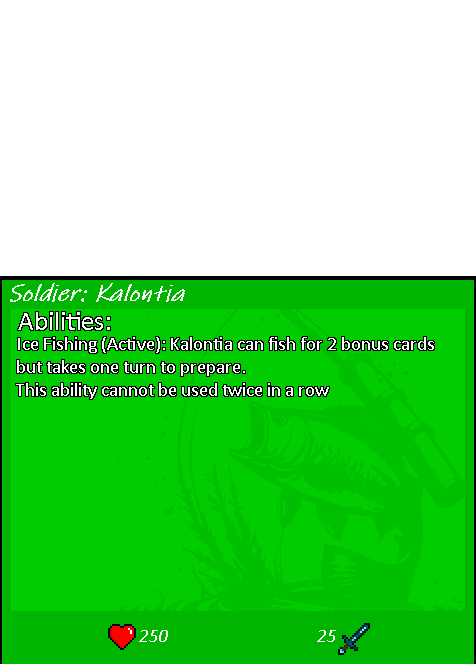 Soldier: Kalontia
Abilities:
Ice Fishing (Active): Kalontia can fish for 2 bonus cards
but takes one turn to prepare.
This ability cannot be used twice in a row
250
25